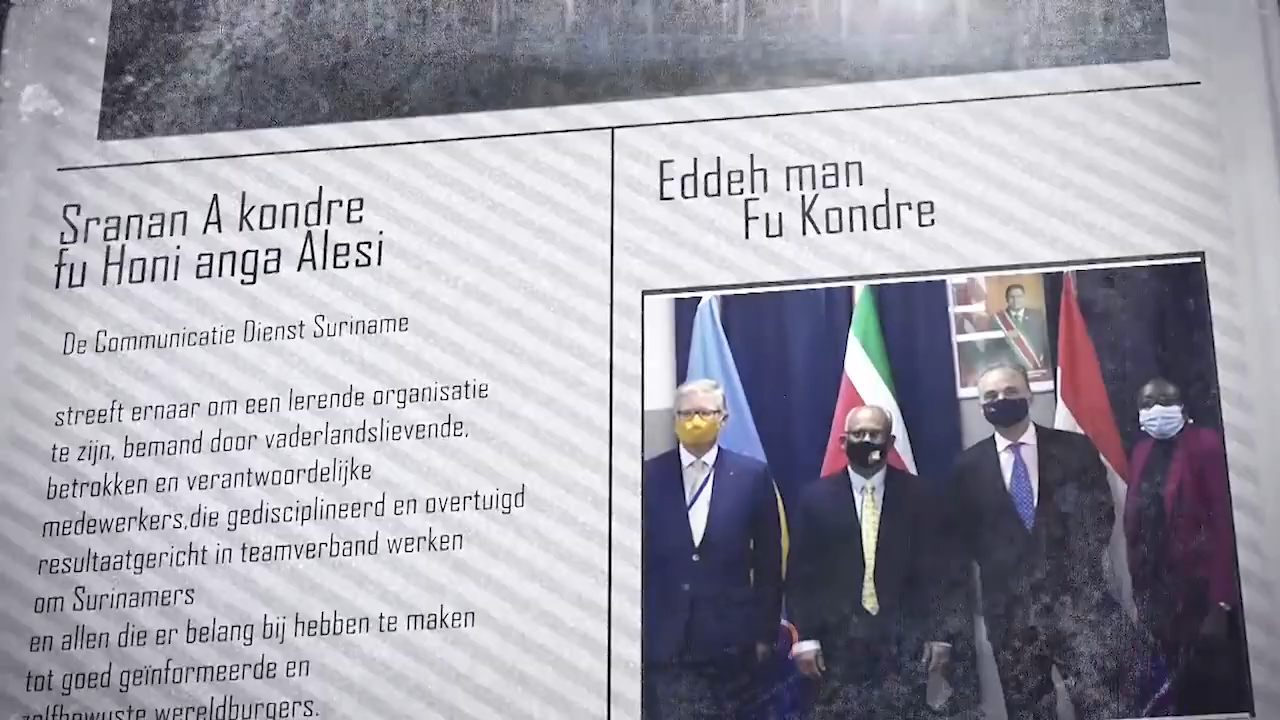 Sranan A kondre
fu Honi anga Alesi
De Communicatie Dienst Suriname
streeft ernaar om een lerende organisatie
te zijn, bemand door vaderlandslievende,
betrokken en verantwoordelijke
medewerkers,die gedisciplineerd en overtuigd
resultaatgericht in teamverband werken
om Surinamers
en allen die er belang bij hebben te maken
tot goed geïnformeerde en
zelfbewuste wereldburgers.
Eddeh man
Fu Kondre